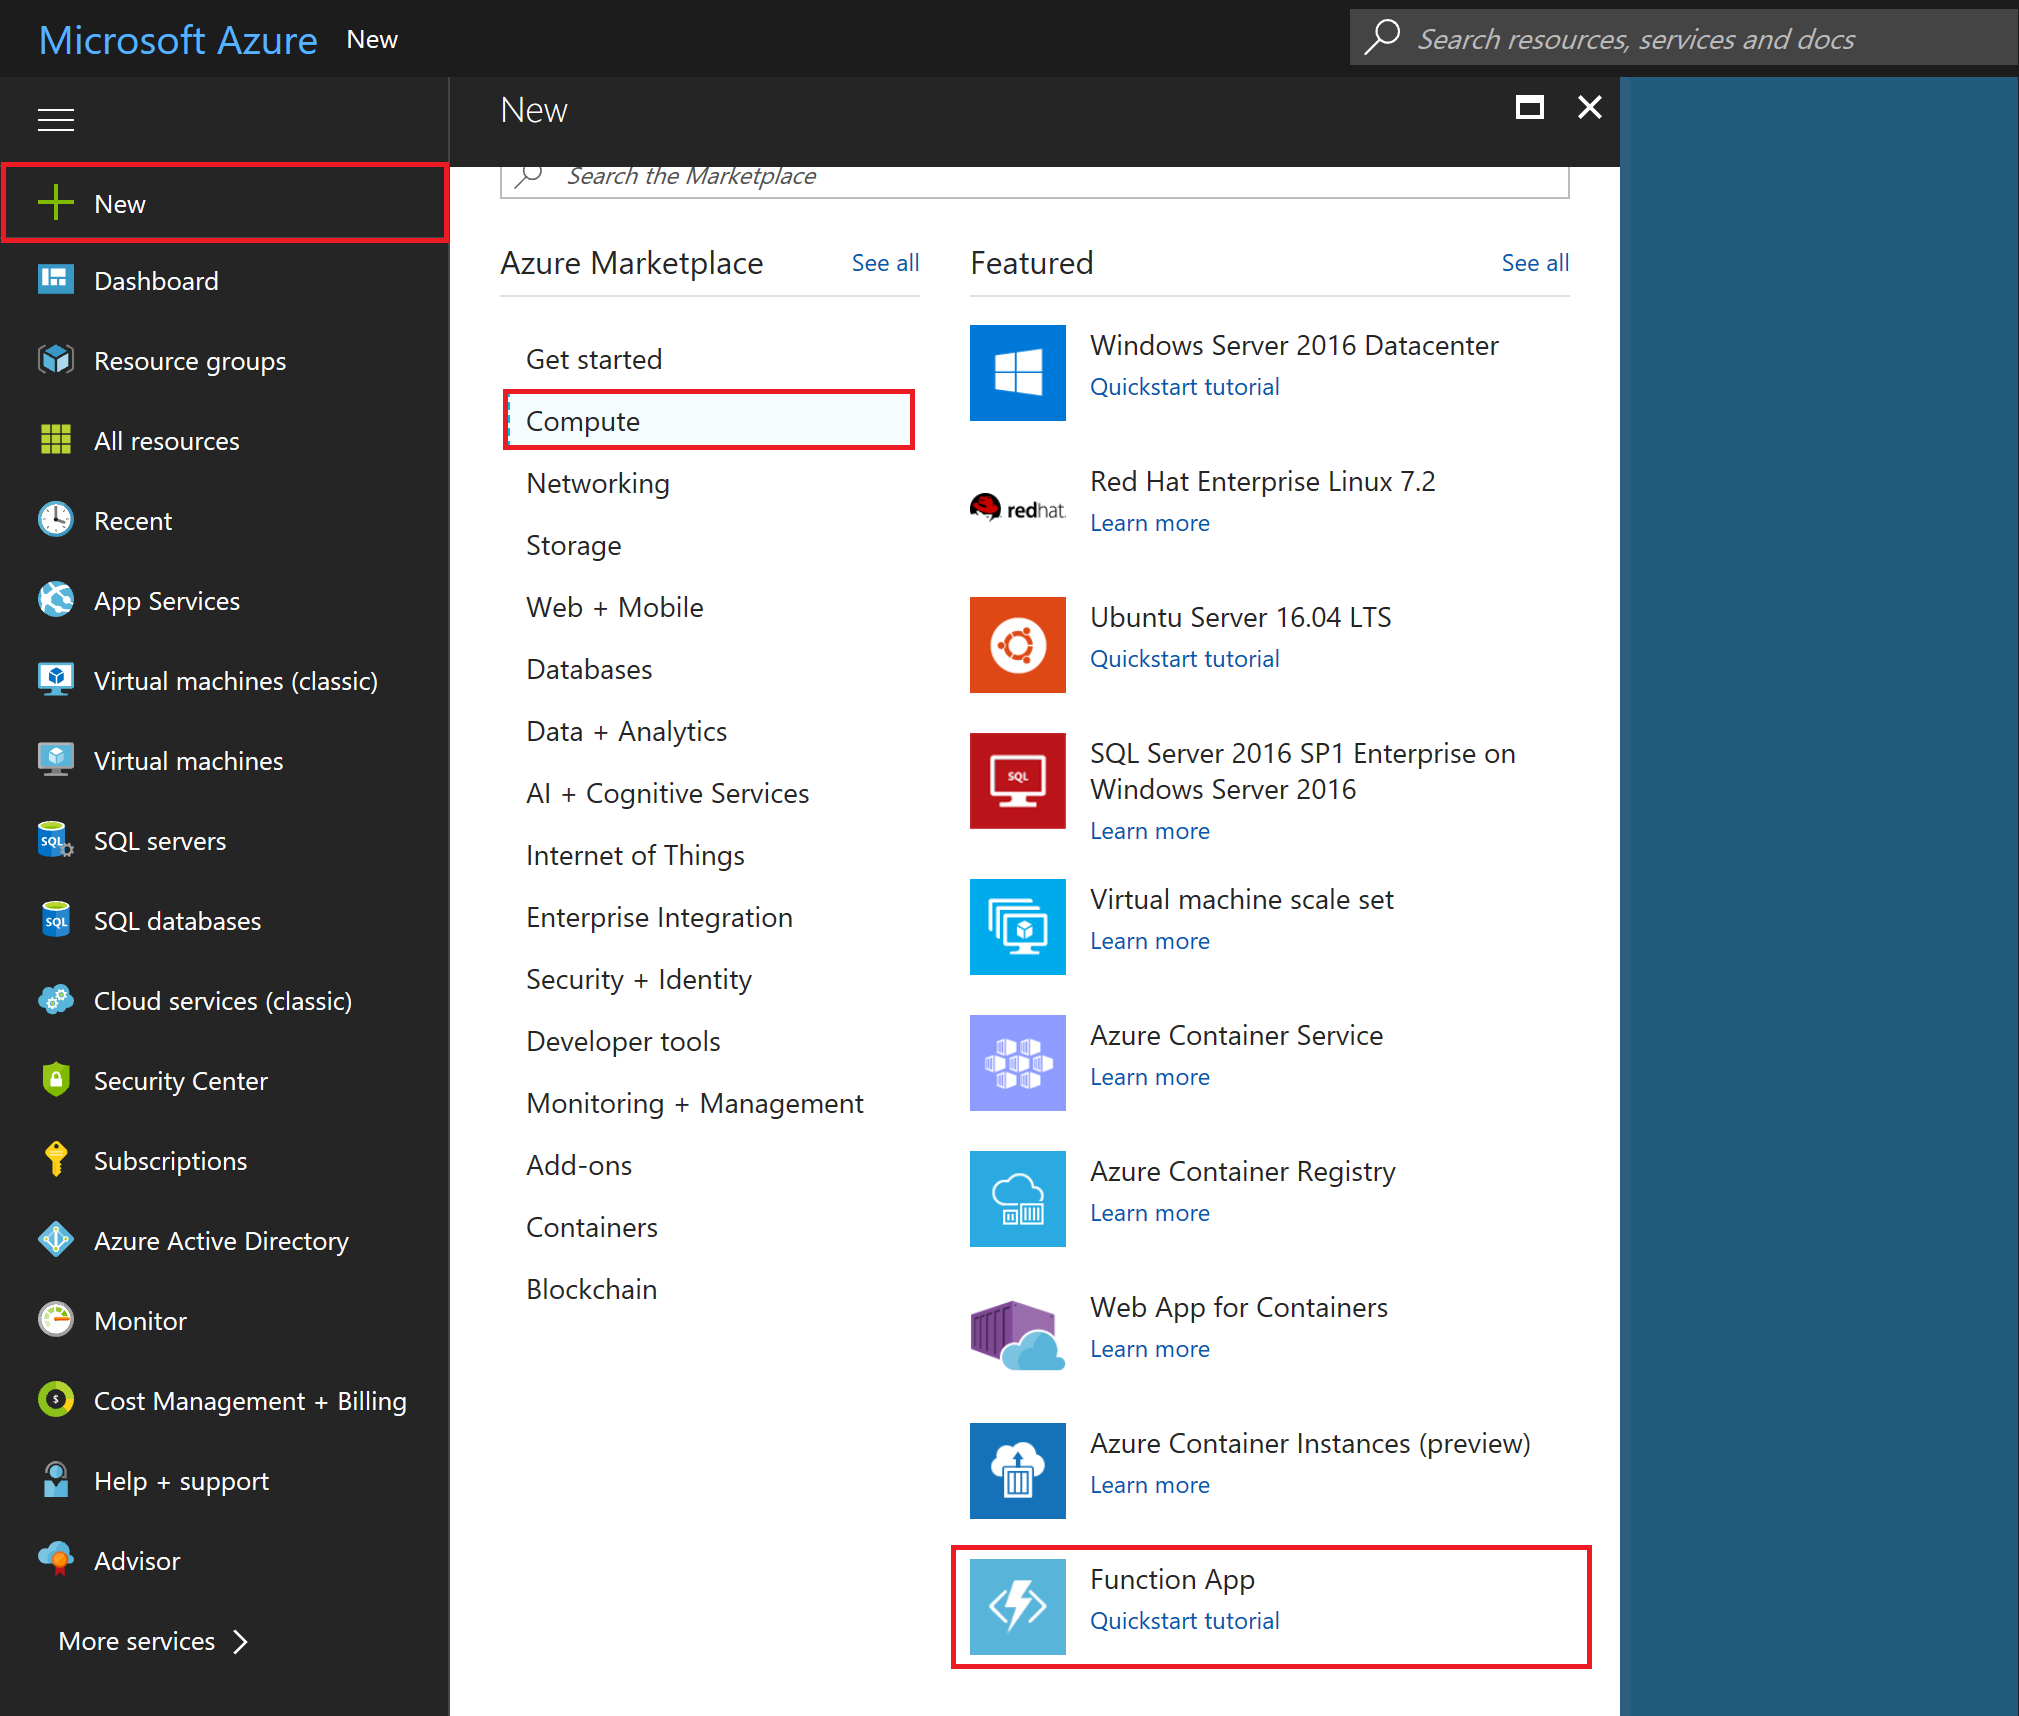 Microsoft Azure New
Search resources, services and docs
New
Dashboard
Resource groups
All resources
Recent
App Services
Virtual machines (classic)
Virtual machines
SQL
SQL servers
SQL
SQL databases
Cloud services (classic)
Security Center
Subscriptions
Azure Active Directory
Monitor
$
Cost Management + Billing
Help + support
Advisor
More services
New
Search the Marketplace
Azure Marketplace See all
Get started
Compute
Networking
Storage
Web + Mobile
Databases
Data + Analytics
AI + Cognitive Services
Internet of Things
Enterprise Integration
Security + Identity
Developer tools
Monitoring + Management
Add-ons
Containers
Blockchain
Featured See all
Windows Server 2016 Datacenter
Quickstart tutorial
redhat.
Red Hat Enterprise Linux 7.2
Learn more
Ubuntu Server 16.04 LTS
Quickstart tutorial
SQL
SQL Server 2016 SP1 Enterprise on
Windows Server 2016
Learn more
Virtual machine scale set
Learn more
Azure Container Service
Learn more
Azure Container Registry
Learn more
Web App for Containers
Learn more
Azure Container Instances (preview)
Learn more
Function App
Quickstart tutorial